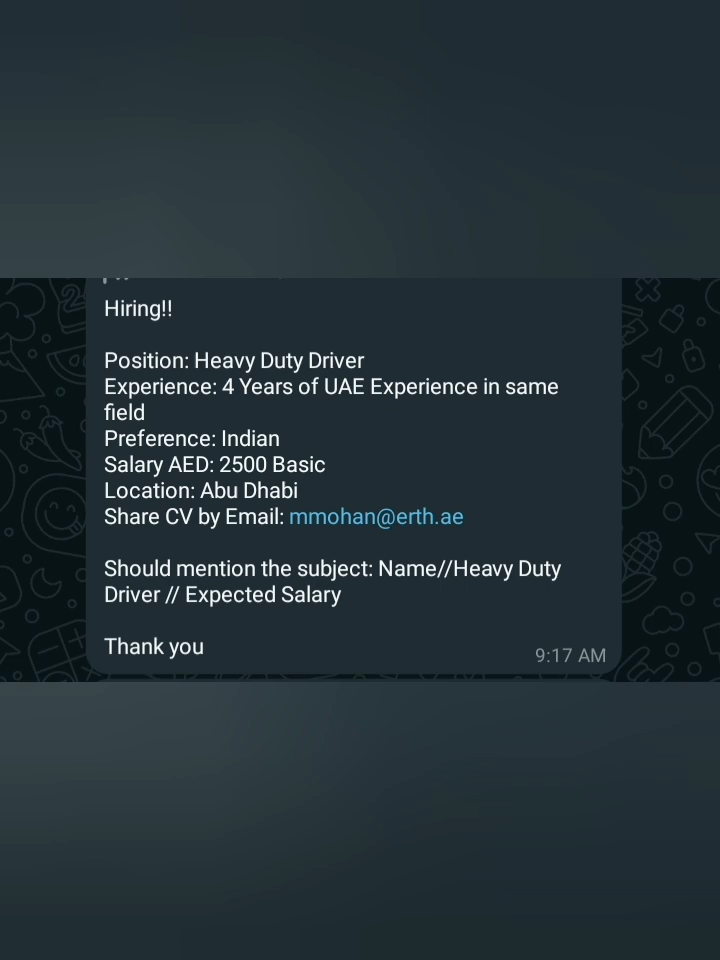 Hiring!!
Position: Heavy Duty Driver
Experience: 4 Years of UAE Experience in same
field
Preference: Indian
Salary AED: 2500 Basic
Location: Abu Dhabi
Share CV by Email: mmohan@erth.ae
Should mention the subject: Name//Heavy Duty
Driver // Expected Salary
Thank you
9:17 AM